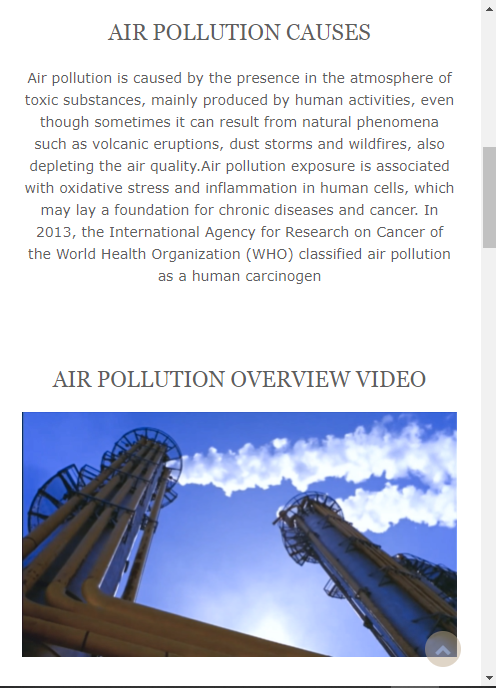 AIR POLLUTION CAUSES
Air pollution is caused by the presence in the atmosphere of
toxic substances, mainly produced by human activities, even
though sometimes it can result from natural phenomena
such as volcanic eruptions, dust storms and wildfires, also
depleting the air quality.Air pollution exposure is associated
with oxidative stress and inflammation in human cells, which
may lay a foundation for chronic diseases and cancer. In
2013, the International Agency for Research on Cancer of
the World Health Organization (WHO) classified air pollution
as a human carcinogen
AIR POLLUTION OVERVIEW VIDEO